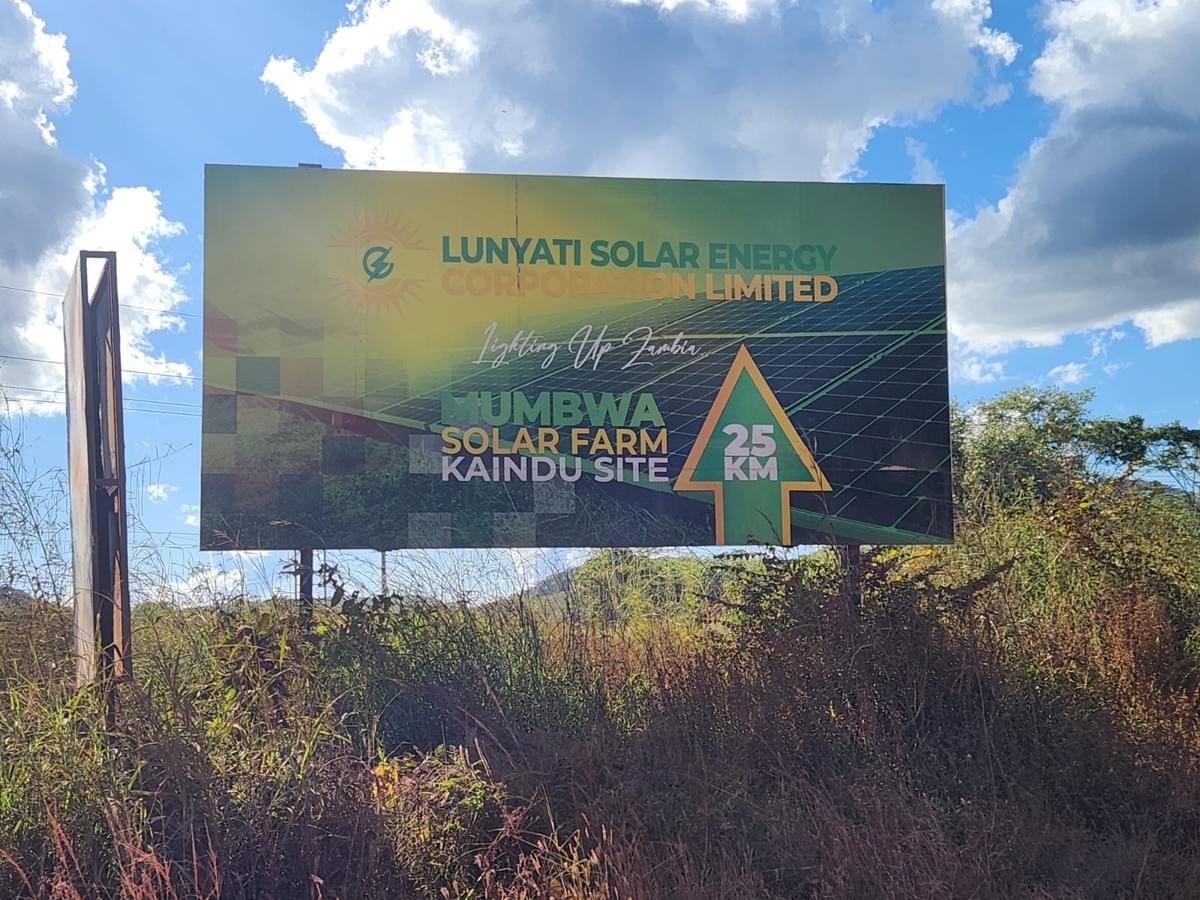 LUNYATI SOLAR ENERGY
CORPORATION LIMITED
Lighting Up Zambia
MUMBWA
SOLAR FARM
KAINDU SITE
25
KM